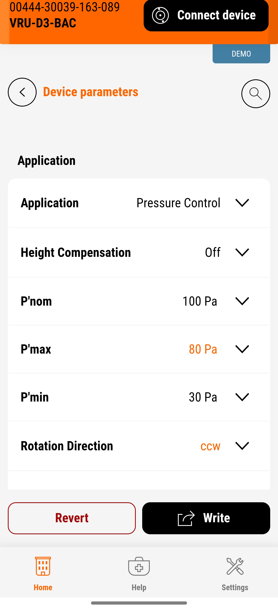 00444-30039-163-089
VRU-D3-BAC
Connect device
DEMO
Device parameters
Application
Application Pressure Control
Height Compensation Off
P'nom 100 Pa
P'max 80 Pa
P'min 30 Pa
Rotation Direction ccw
Revert
Write
Home Help Settings